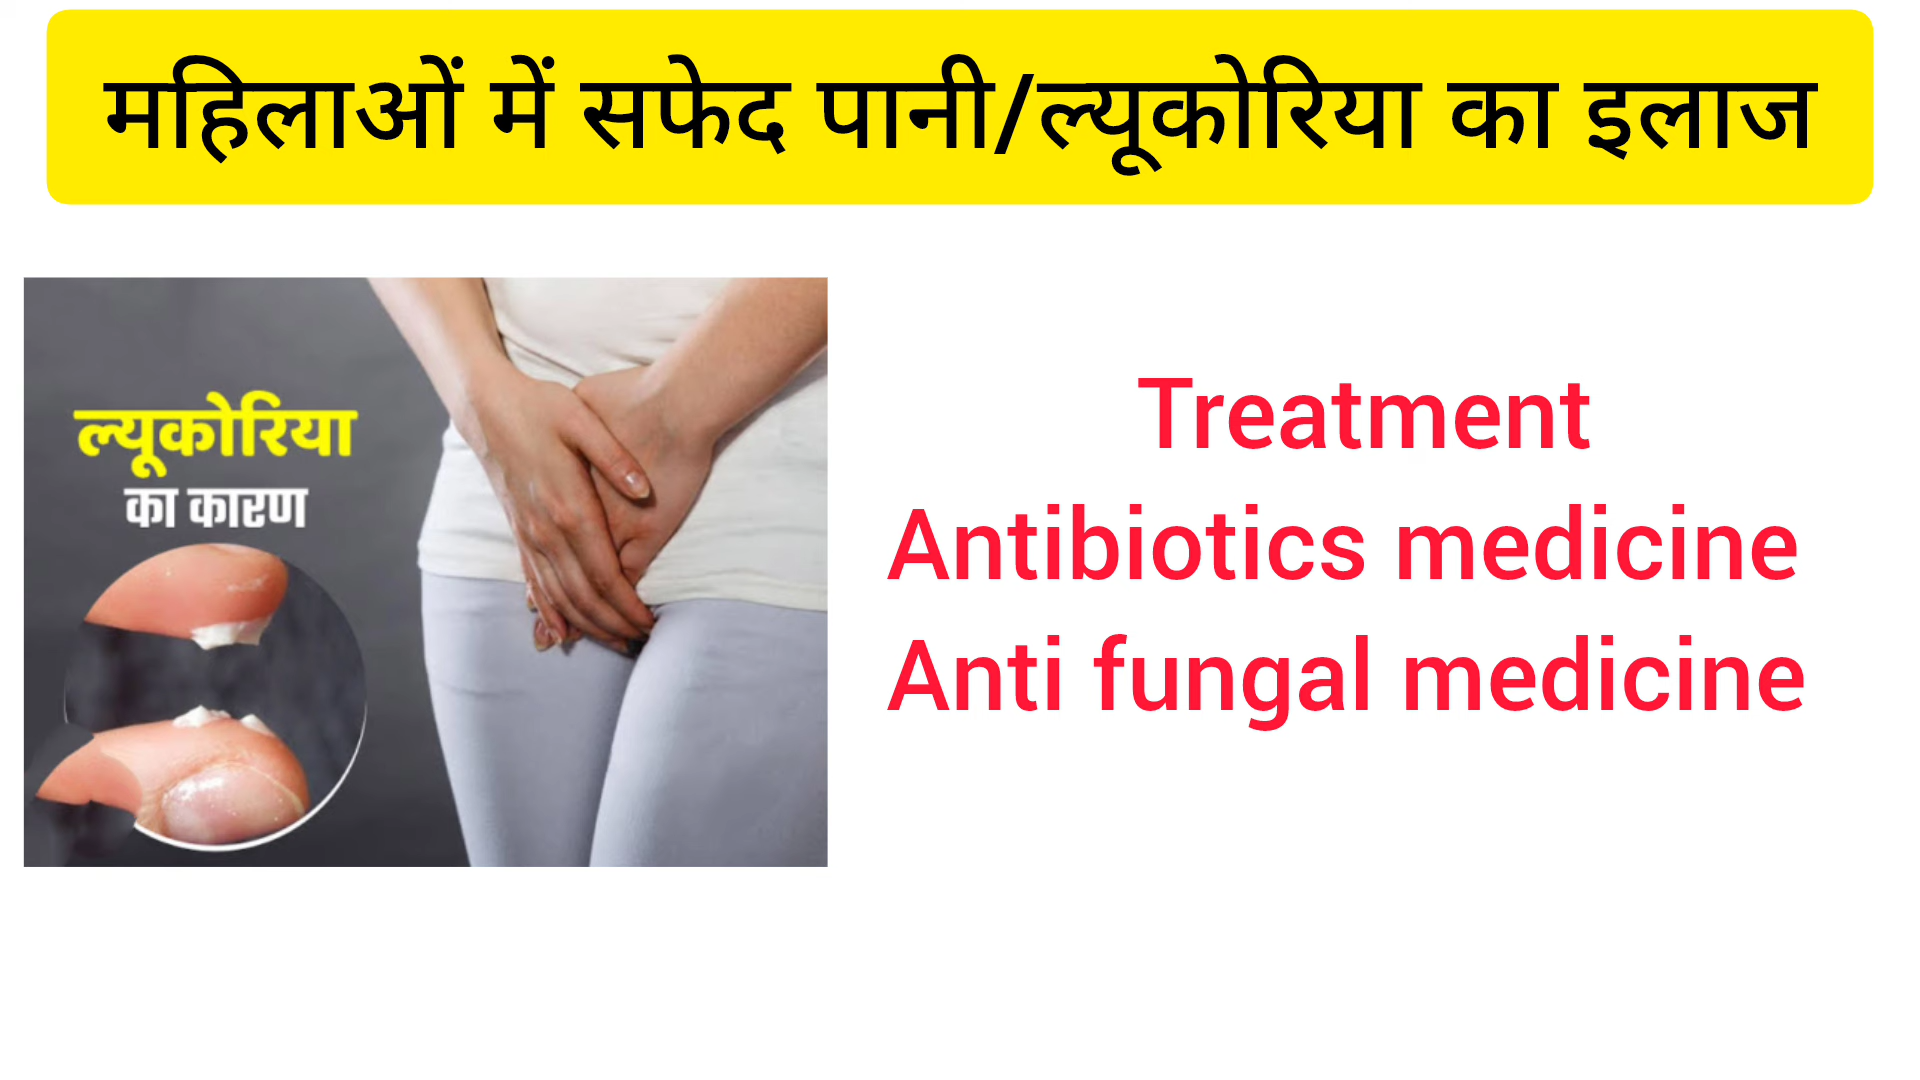 महिलाओं में सफेद पानी/ल्यूकोरिया का इलाज
ल्यूकोरिया
का कारण
Treatment
Antibiotics medicine
Anti fungal medicine